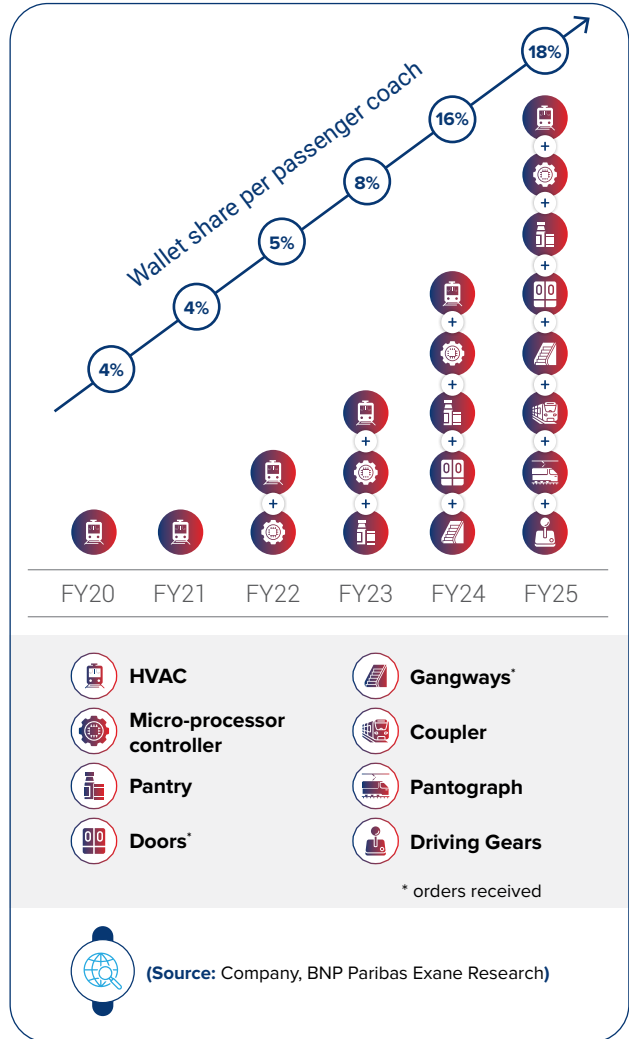 18%
16%
8%
5%
4%
4%
Wallet share per passenger coach
+
+
+
+
+
+
+
+
+
+
+
+
+
+
FY20 FY21 FY22 FY23 FY24 FY25
HVAC
Micro-processor
controller
Pantry
Doors*
Gangways*
Coupler
Pantograph
Driving Gears
* orders received
(Source: Company, BNP Paribas Exane Research)